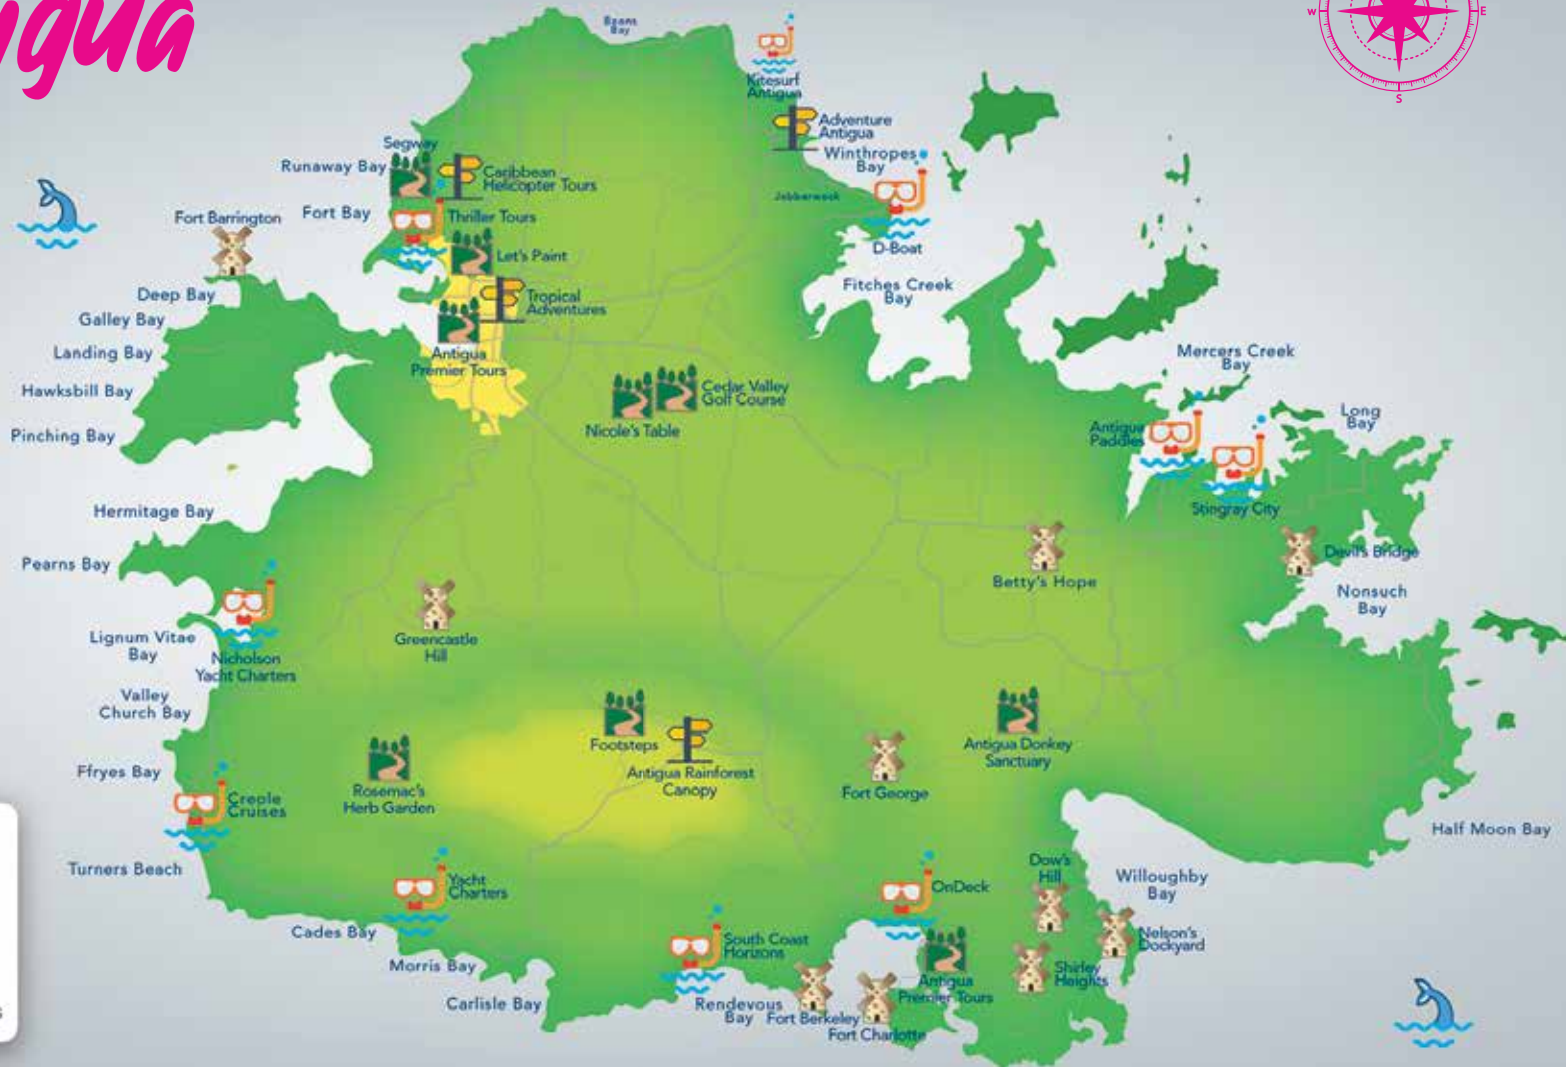 igua
W
E
S
Beans
Bay
Kitesurf
Antigua
Adventure
Antigua
Winthropes
Bay
Jabberwock
D-Boat
Segway
Runaway Bay
Caribbean
Helicopter Tours
Fort Bay
Thriller Tours
Fort Barrington
Let's Paint
Deep Bay
Tropical
Adventures
Galley Bay
Fitches Creek
Bay
Landing Bay
Antigua
Premier Tours
Mercers Creek
Bay
Hawksbill Bay
Cedar Valley
Golf Course
Nicole's Table
Pinching Bay
Antigua
Paddles
Long
Bay
Stingray City
Hermitage Bay
Devil's Bridge
Pearns Bay
Betty's Hope
Nonsuch
Bay
Lignum Vitae
Bay
Greencastle
Hill
Nicholson
Yacht Charters
Valley
Church Bay
Footsteps
Antigua Rainforest
Canopy
Antigua Donkey
Sanctuary
Ffryes Bay
Rosemac's
Herb Garden
Fort George
Creole
Cruises
Half Moon Bay
Turners Beach
Yacht
Charters
OnDeck
Dow's
Hill
Willoughby
Bay
Cades Bay
South Coast
Horizons
Nelson's
Dockyard
Morris Bay
Antigua
Premier Tours
Shirley
Heights
Carlisle Bay
Rendevous
Bay
Fort Berkeley
Fort Charlotte
s